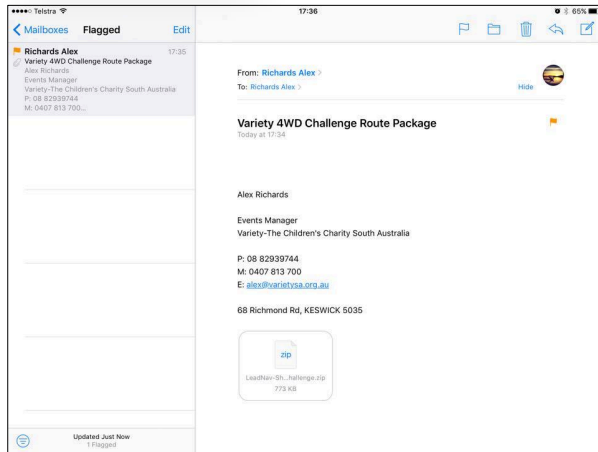 Telstra
17:36
65%
Mailboxes
Flagged
Edit
Richards Alex
17:35
Variety 4WD Challenge Route Package
Alex Richards
Events Manager
Variety-The Children's Charity South Australia
P: 08 82939744
M: 0407 813 700...
Updated Just Now
1 Flagged
From: Richards Alex >
To: Richards Alex >
Hide
Variety 4WD Challenge Route Package
Today at 17:34
Alex Richards
Events Manager
Variety-The Children's Charity South Australia
P: 08 82939744
M: 0407 813 700
E: alex@varietysa.org.au
68 Richmond Rd, KESWICK 5035
zip
LeadNav-Sh...hallenge.zip
773 KB